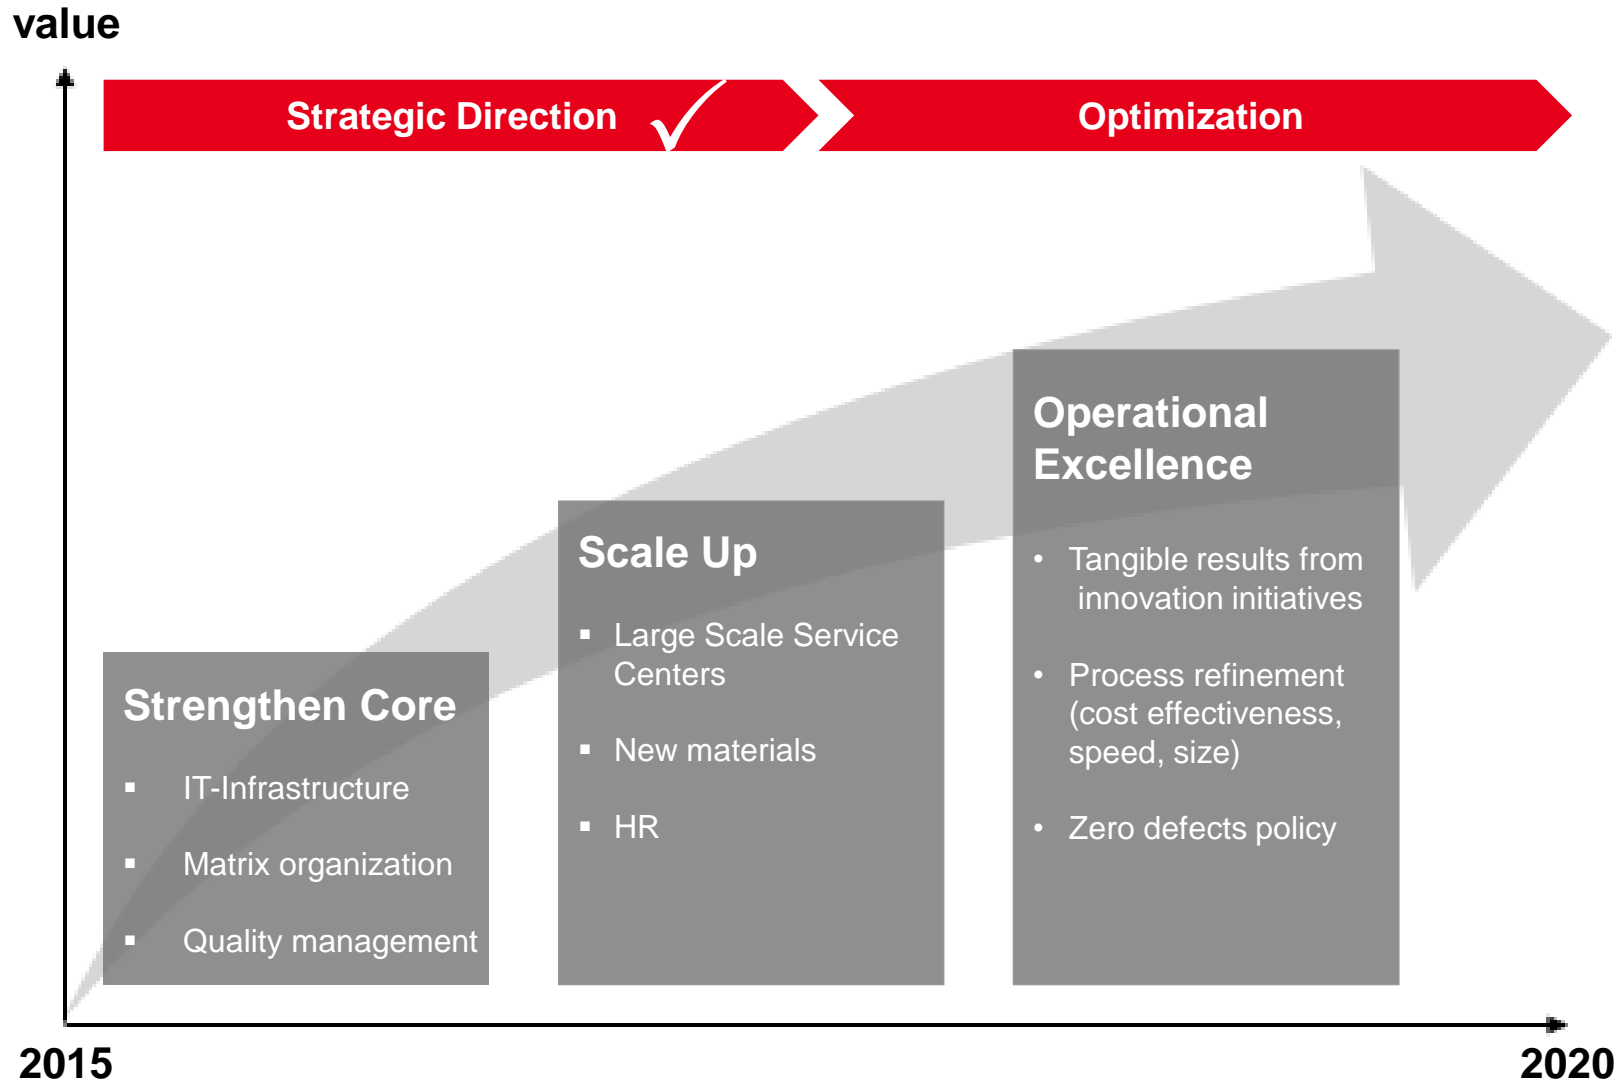 value
Strategic Direction
Optimization
Strengthen Core
▪ IT-Infrastructure
▪ Matrix organization
▪ Quality management
Scale Up
▪ Large Scale Service
Centers
▪ New materials
▪ HR
Operational
Excellence
• Tangible results from
innovation initiatives
• Process refinement
(cost effectiveness,
speed, size)
• Zero defects policy
2015
2020